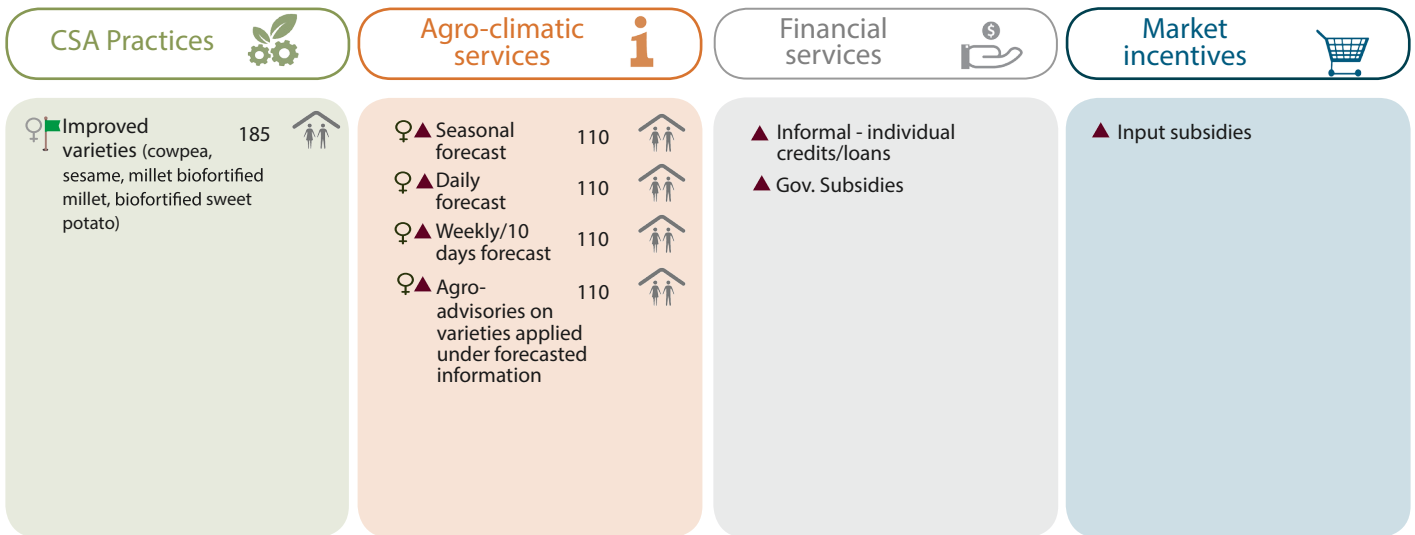 CSA Practices
Agro-climatic
services
Financial
services
$
Market
incentives
Improved 185
varieties (cowpea,
sesame, millet biofortified
millet, biofortified sweet
potato)
Seasonal 110
forecast
Daily 110
forecast
Weekly/10 110
days forecast
Agro- 110
advisories on
varieties applied
under forecasted
information
Informal - individual
credits/loans
Gov. Subsidies
Input subsidies